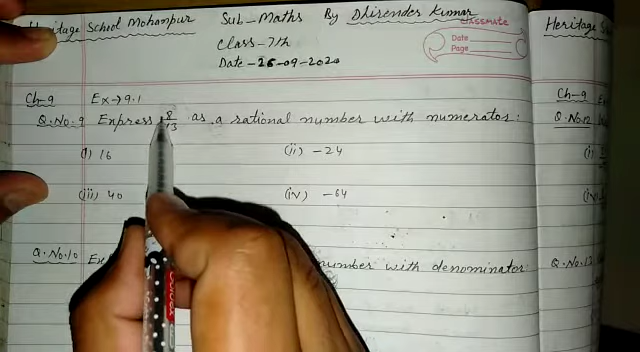 Heritage School Mohanpur Sub-Maths By Dhirender Kumar
Class-7th
Date-26-09-2020
CLASSMATE
Date
Page
Ch-9 Ex→9.1
Q.No.9 Express 8/13 as a rational number with numerator:
(i) 16 (ii) -24
(iii) 40 (iv) -64
Q.No.10 number with denominator:
Heritage
Ch-9
Q.No.12
(i)